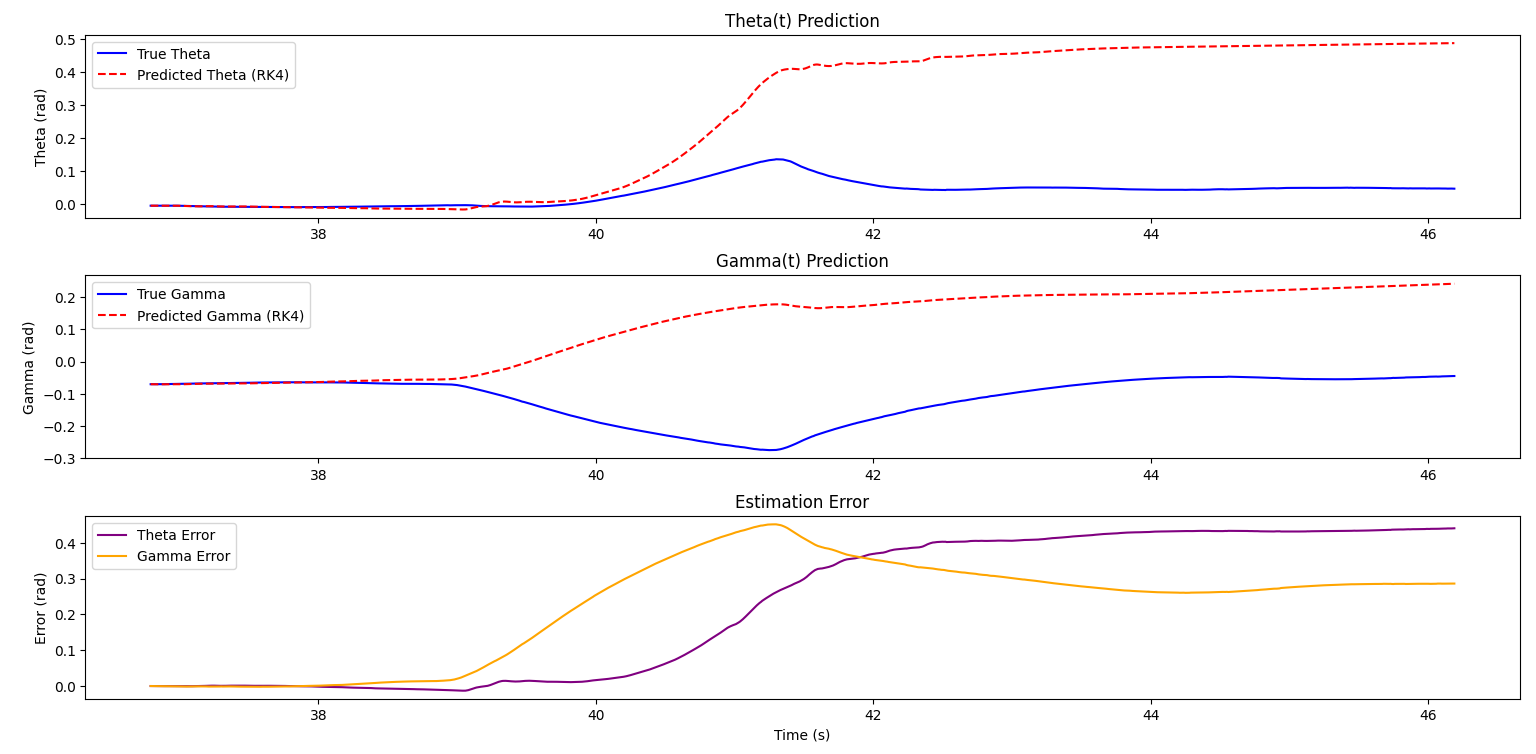 Theta(t) Prediction
True Theta
Predicted Theta (RK4)
Theta (rad)
0.5
0.4
0.3
0.2
0.1
0.0
38 40 42 44 46
Gamma(t) Prediction
True Gamma
Predicted Gamma (RK4)
Gamma (rad)
0.2
0.1
0.0
−0.1
−0.2
−0.3
38 40 42 44 46
Estimation Error
Theta Error
Gamma Error
Error (rad)
0.4
0.3
0.2
0.1
0.0
38 40 42 44 46
Time (s)